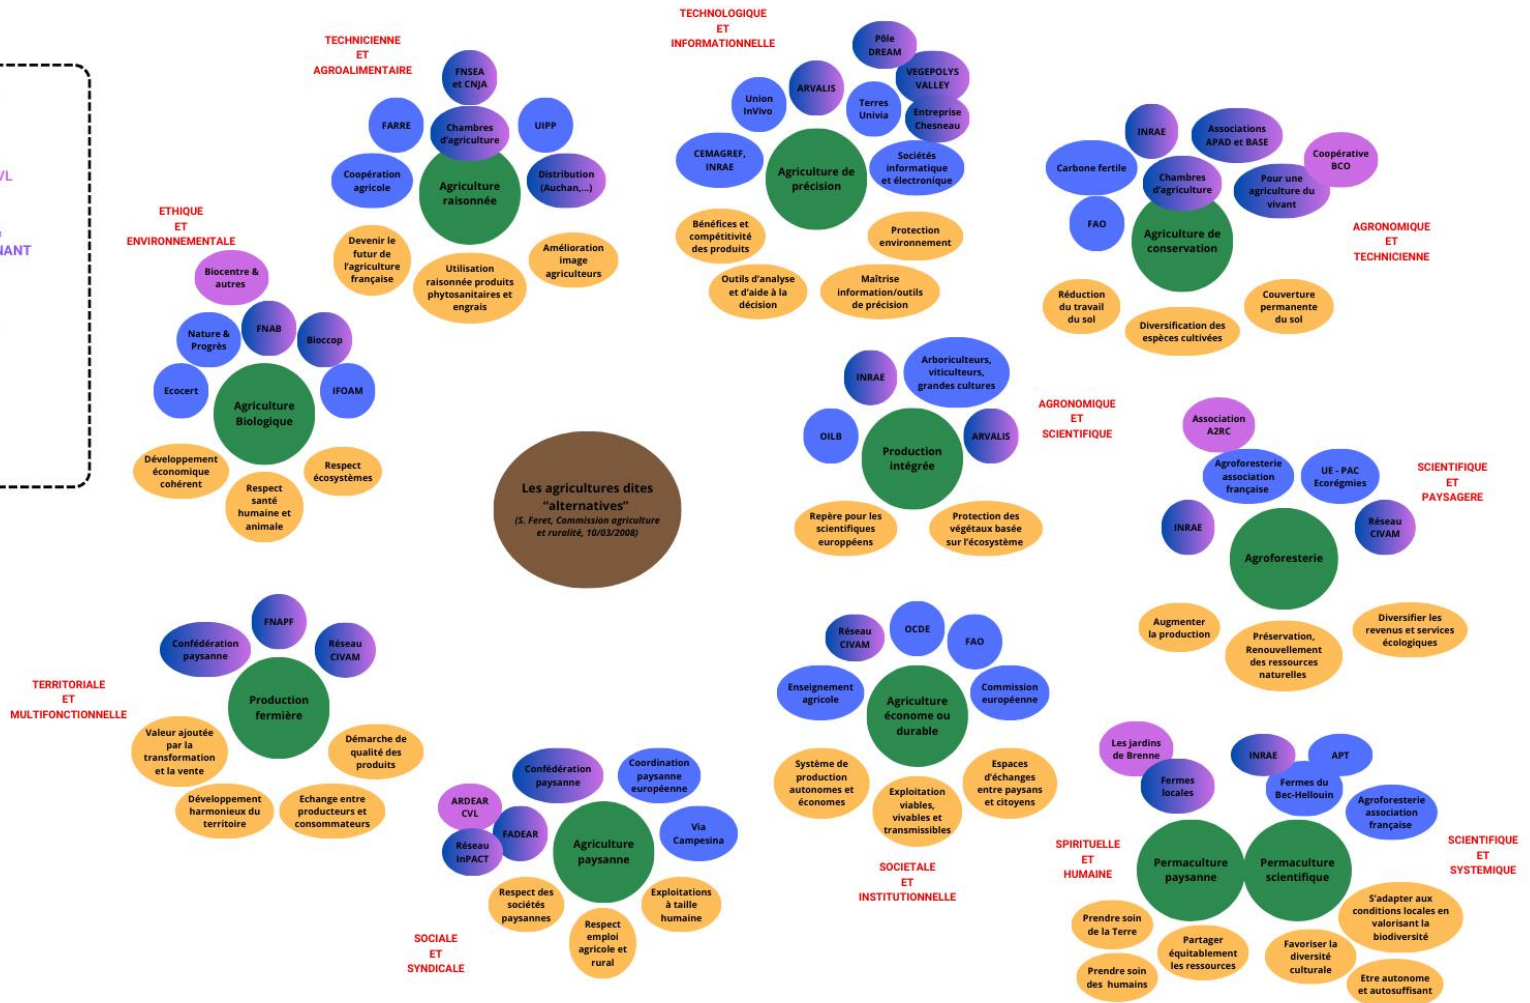 VL
NANT
TECHNICIENNE
ET
AGROALIMENTAIRE
FNSEA
et CNJA
FARRE
Chambres
d'agriculture
UIPP
Coopération
agricole
Distribution
(Auchan,...)
Agriculture
raisonnée
Devenir le
futur de
l'agriculture
française
Utilisation
raisonnée produits
phytosanitaires et
engrais
Amélioration
image
agriculteurs
TECHNOLOGIQUE
ET
INFORMATIONNELLE
Pôle
DREAM
VEGEPOLYS
VALLEY
ARVALIS
Union
InVivo
Terres
Univia
Entreprise
Chesneau
CEMAGREF,
INRAE
Sociétés
informatique
et électronique
Agriculture de
précision
Bénéfices et
compétitivité
des produits
Protection
environnement
Outils d'analyse
et d'aide à la
décision
Maîtrise
information/outils
de précision
INRAE
Associations
APAD et BASE
Coopérative
BCO
Carbone fertile
Chambres
d'agriculture
Pour une
agriculture du
vivant
FAO
Agriculture de
conservation
AGRONOMIQUE
ET
TECHNICIENNE
Réduction
du travail
du sol
Diversification des
espèces cultivées
Couverture
permanente
du sol
ETHIQUE
ET
ENVIRONNEMENTALE
Biocentre &
autres
Nature &
Progrès
FNAB
Bioccop
Ecocert
IFOAM
Agriculture
Biologique
Développement
économique
cohérent
Respect
santé
humaine et
animale
Respect
écosystèmes
Les agricultures dites
"alternatives"
(S. Feret, Commission agriculture
et ruralité, 10/03/2008)
INRAE
Arboriculteurs,
viticulteurs,
grandes cultures
OILB
ARVALIS
Production
intégrée
AGRONOMIQUE
ET
SCIENTIFIQUE
Repère pour les
scientifiques
europpéens
Protection des
végétaux basée
sur l'écosystème
Association
A2RC
Agroforesterie
association
française
UE - PAC
Ecorégmies
INRAE
Réseau
CIVAM
Agroforesterie
SCIENTIFIQUE
ET
PAYSAGERE
Augmenter
la production
Préservation,
Renouvellement
des ressources
naturelles
Diversifier les
revenus et services
écologiques
FNAPF
Confédération
paysanne
Réseau
CIVAM
Production
fermière
TERRITORIALE
ET
MULTIFONCTIONNELLE
Valeur ajoutée
par la
transformation
et la vente
Démarche de
qualité des
produits
Développement
harmonieux du
territoire
Echange entre
producteurs et
consommateurs
Confédération
paysanne
Coordination
paysanne
européenne
ARDEAR
CVL
FADEAR
Réseau
InPACT
Via
Campesina
Agriculture
paysanne
Respect des
sociétés
paysannes
Respect
emploi
agricole et
rural
Exploitations
à taille
humaine
SOCIALE
ET
SYNDICALE
Réseau
CIVAM
OCDE
FAO
Enseignement
agricole
Commission
européenne
Agriculture
économe ou
durable
Système de
production
autonomes et
économes
Exploitation
viables,
vivables et
transmissibles
Espaces
d'échanges
entre paysans
et citoyens
SOCIETALE
ET
INSTITUTIONNELLE
Les jardins
de Brenne
Fermes
locales
INRAE
APT
Fermes du
Bec-Hellouin
Agroforesterie
association
française
SPIRITUELLE
ET
HUMAINE
Permaculture
paysanne
Permaculture
scientifique
SCIENTIFIQUE
ET
SYSTEMIQUE
Prendre soin
de la Terre
Partager
équitablement
les ressources
Prendre soin
des humains
Favoriser la
diversité
culturale
S'adapter aux
conditions locales en
valorisant la
biodiversité
Etre autonome
et autosuffisant